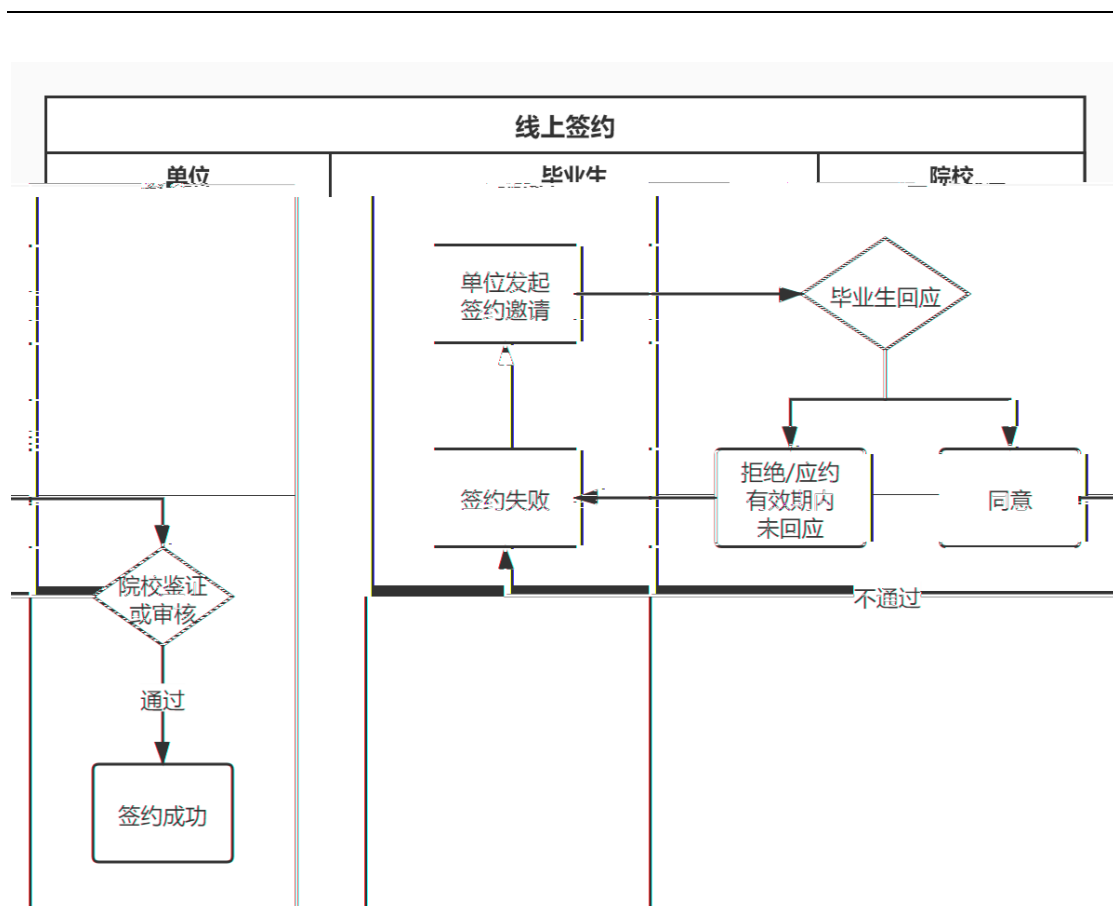 线上签约
单位
毕业生
院校
单位发起
签约邀请
毕业生回应
签约失败
拒绝/应约
有效期内
未回应
同意
院校鉴证
或审核
不通过
通过
签约成功